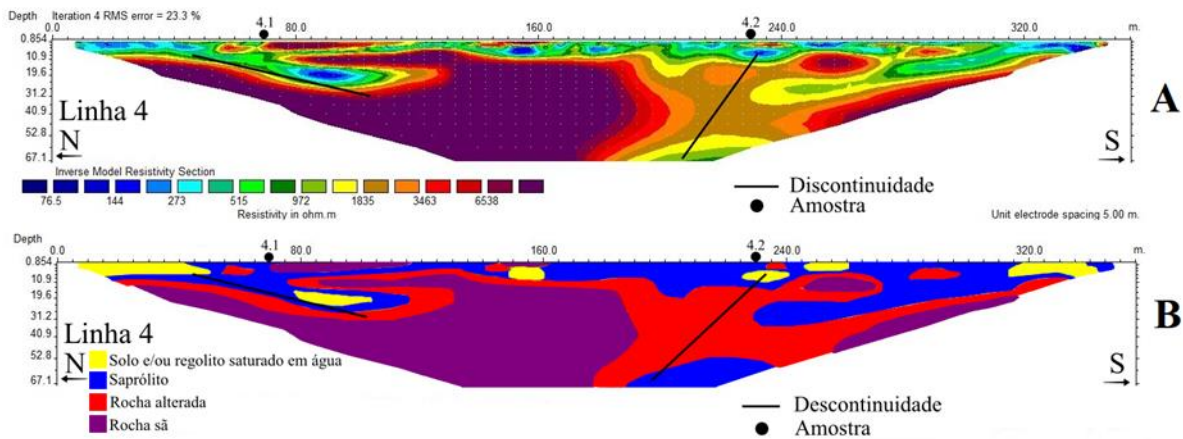 Depth Iteration 4 RMS error = 23.3 %
4.1 4.2
0.0 80.0 160.0 240.0 320.0 m.
0.854
10.9
19.6
31.2
40.9
52.8
67.1
Linha 4
N
S
A
Inverse Model Resistivity Section
76.5 144 273 515 972 1835 3463 6538
Resistivity in ohm.m
Discontinuidade
Amostra
Unit electrode spacing 5.00 m.
Depth
4.1 4.2
0.0 80.0 160.0 240.0 320.0 m.
0.854
10.9
19.6
31.2
40.9
52.8
67.1
Linha 4
N
S
B
Solo e/ou regolito saturado em água
Saprólito
Rocha alterada
Rocha sã
Descontinuidade
Amostra